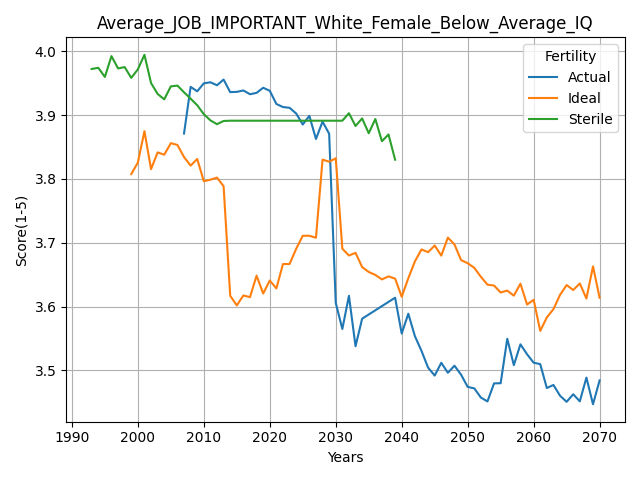 Average_JOB_IMPORTANT_White_Female_Below_Average_IQ
Fertility
Actual
Ideal
Sterile
Score(1-5)
4.0
3.9
3.8
3.7
3.6
3.5
1990 2000 2010 2020 2030 2040 2050 2060 2070
Years